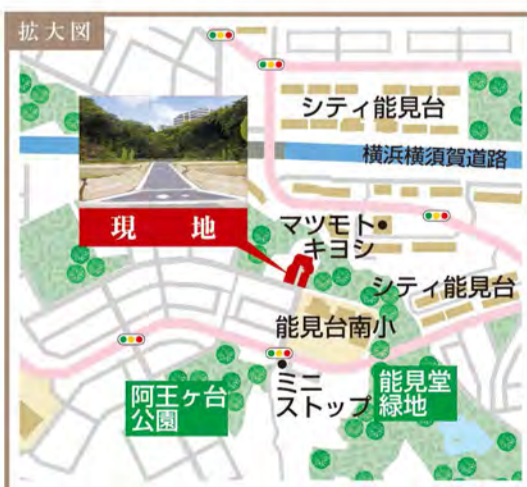 拡大図
シティ能見台
横浜横須賀道路
現 地
マツモト
キヨシ
シティ能見台
能見台南小
ミニ
ストップ
阿王ヶ台
公園
能見堂
緑地